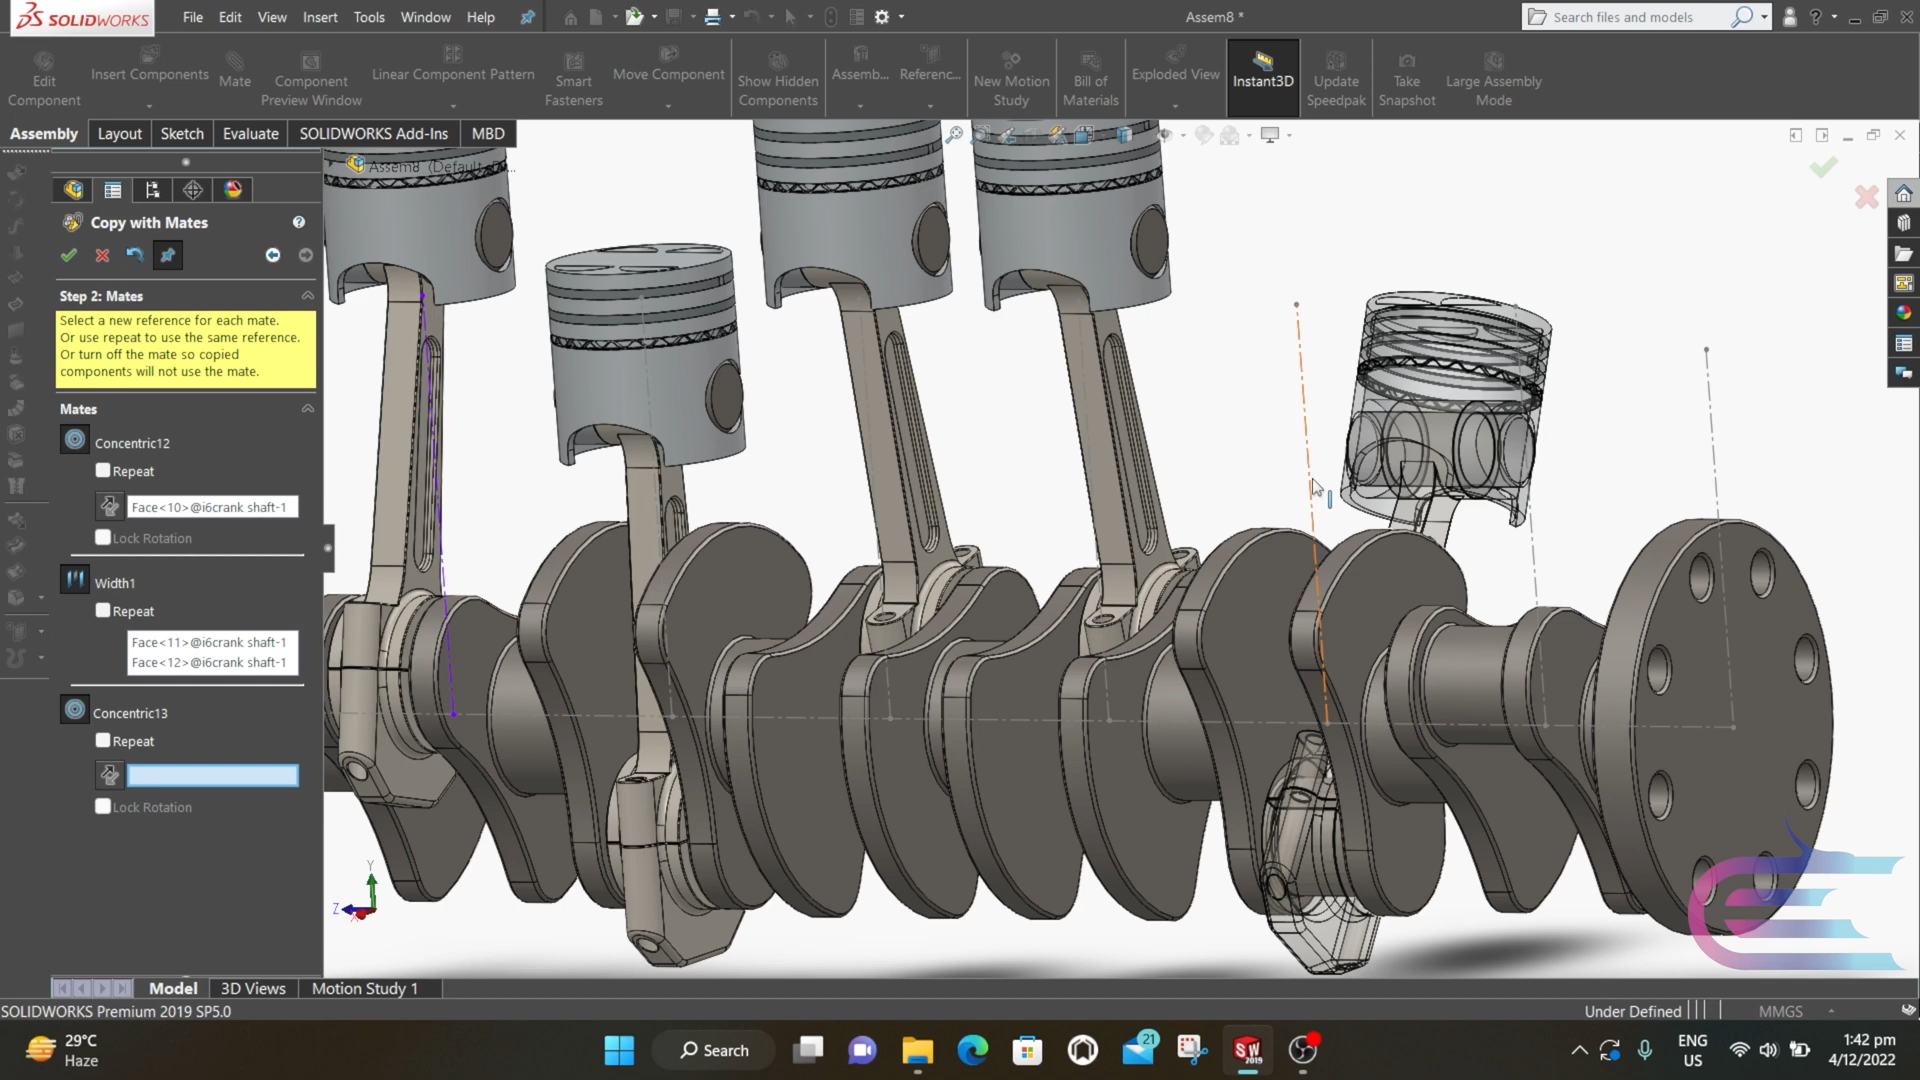 SOLIDWORKS
File Edit View Insert Tools Window Help
Assem8 *
Search files and models
Edit Component
Insert Components
Mate
Component Preview Window
Linear Component Pattern
Smart Fasteners
Move Component
Show Hidden Components
Assemb...
Referenc...
New Motion Study
Bill of Materials
Exploded View
Instant3D
Update Speedpak
Take Snapshot
Large Assembly Mode
Assembly Layout Sketch Evaluate SOLIDWORKS Add-Ins MBD
Copy with Mates
Step 2: Mates
Select a new reference for each mate.
Or use repeat to use the same reference.
Or turn off the mate so copied
components will not use the mate.
Mates
Concentric12
Repeat
Face<10>@i6crank shaft-1
Lock Rotation
Width1
Repeat
Face<11>@i6crank shaft-1
Face<12>@i6crank shaft-1
Concentric13
Repeat
Lock Rotation
Y
Z
Model 3D Views Motion Study 1
SOLIDWORKS Premium 2019 SP5.0
Under Defined
MMGS
29°C
Haze
Search
21
SW
2019
ENG
US
1:42 pm
4/12/2022